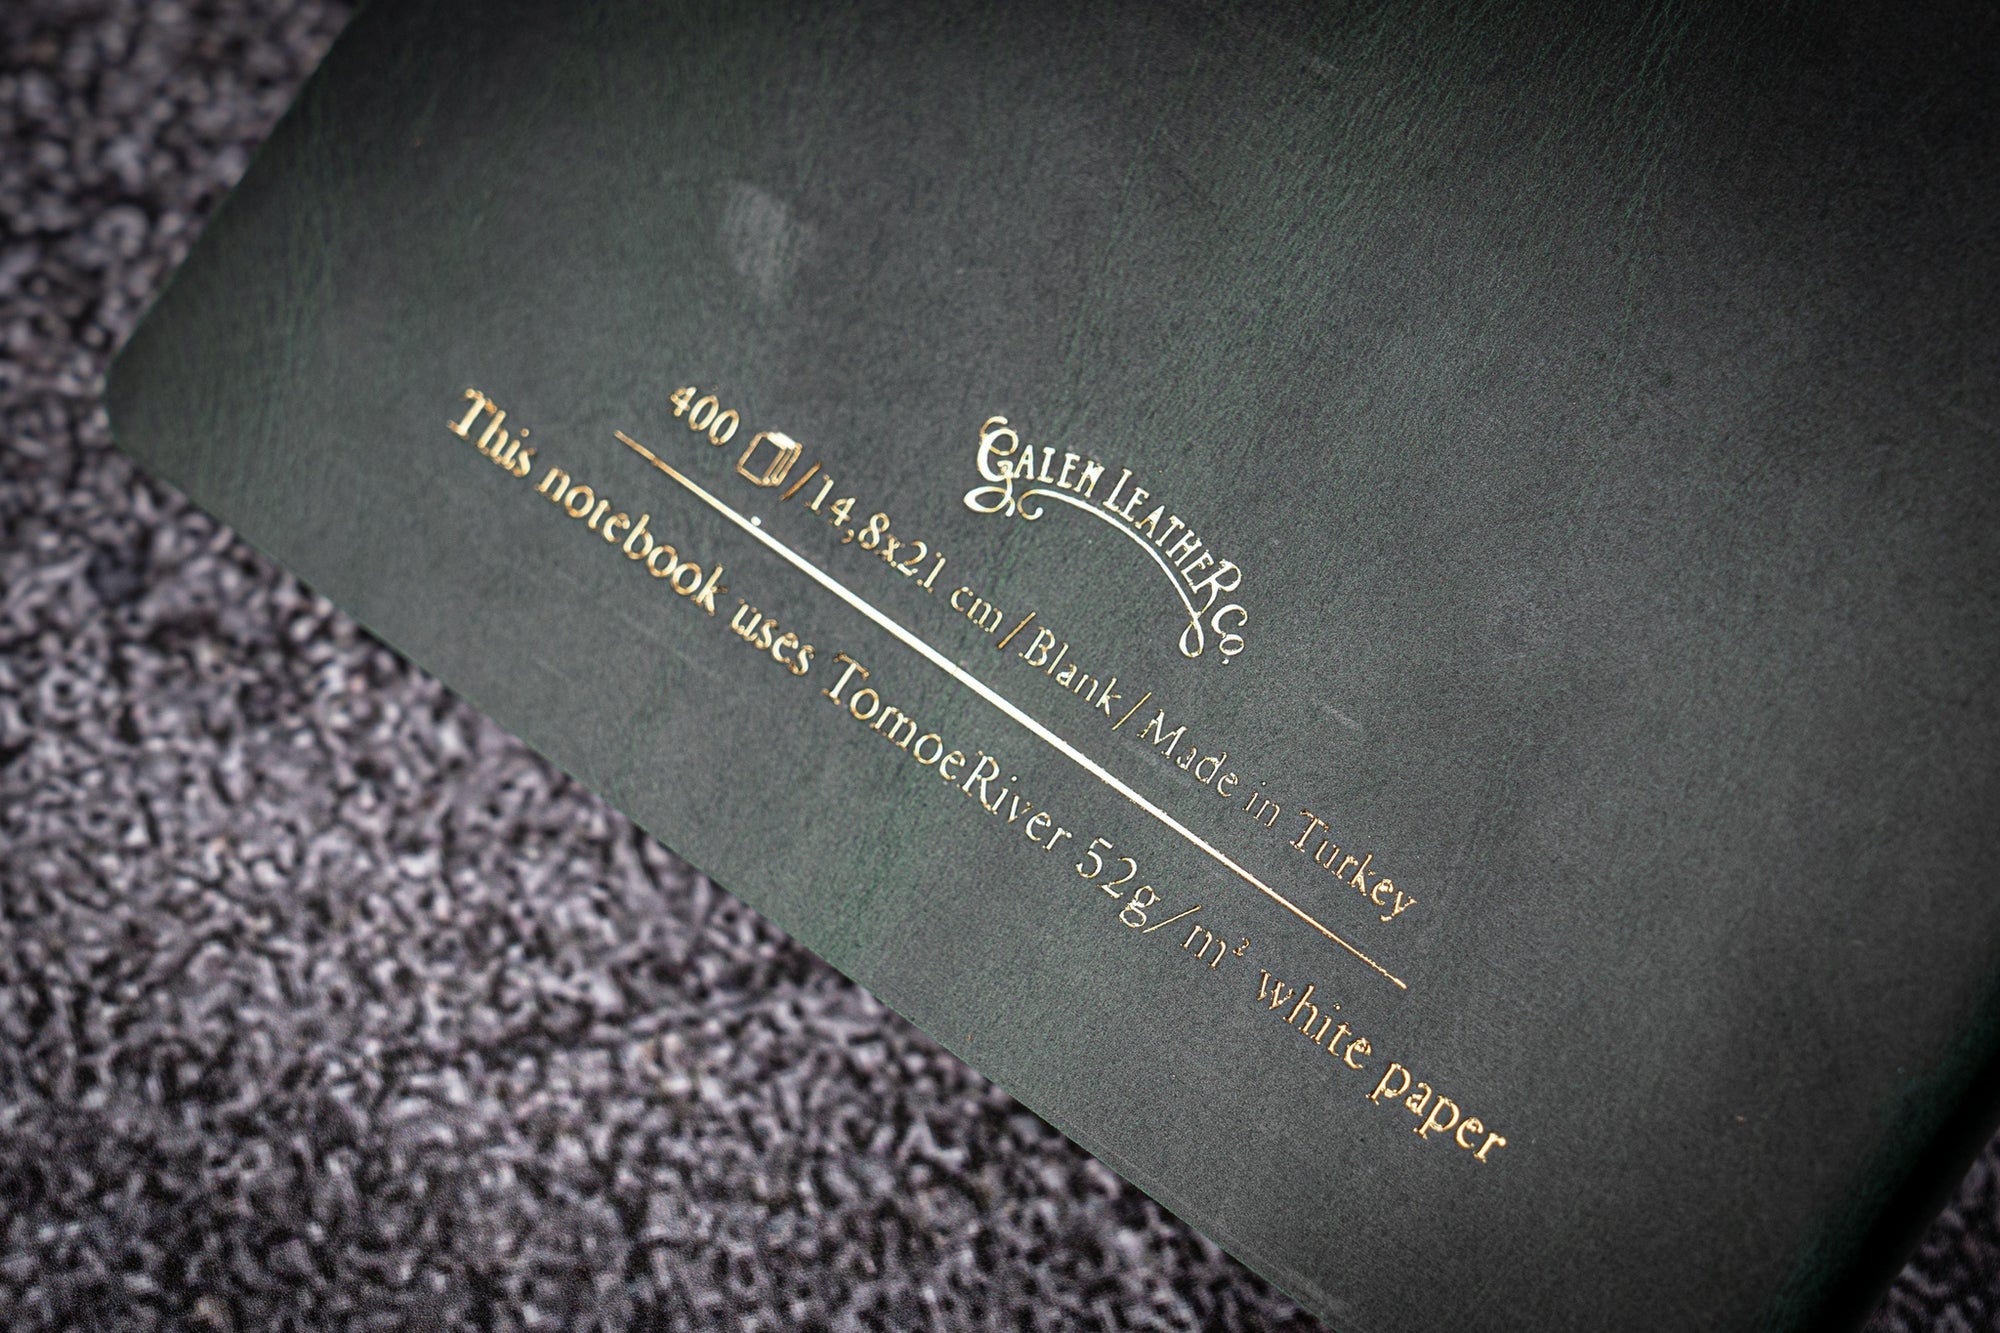 Galen Leather Co.
400 / 14,8x21 cm / Blank / Made in Turkey
This notebook uses TomoeRiver 52g/m² white paper